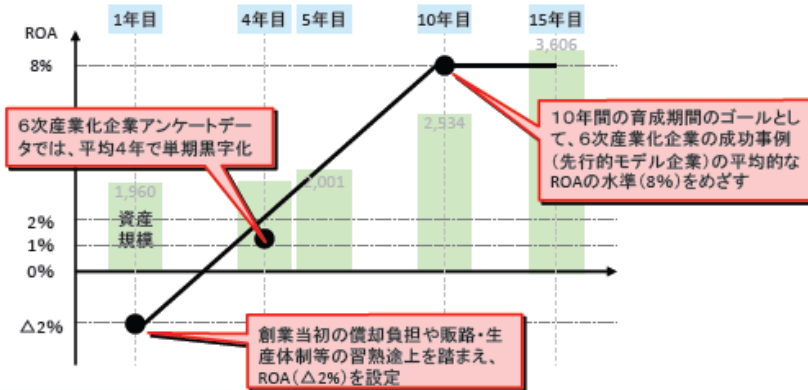 1年目
4年目
5年目
10年目
15年目
ROA
8%
2%
1%
0%
△2%
3,606
2,534
2,001
1,960
資産
規模
6次産業化企業アンケートデー
タでは、平均4年で単期黒字化
10年間の育成期間のゴールとし
て、6次産業化企業の成功事例
(先行的モデル企業)の平均的な
ROAの水準(8%)をめざす
創業当初の償却負担や販路・生
産体制等の習熟途上を踏まえ、
ROA(△2%)を設定